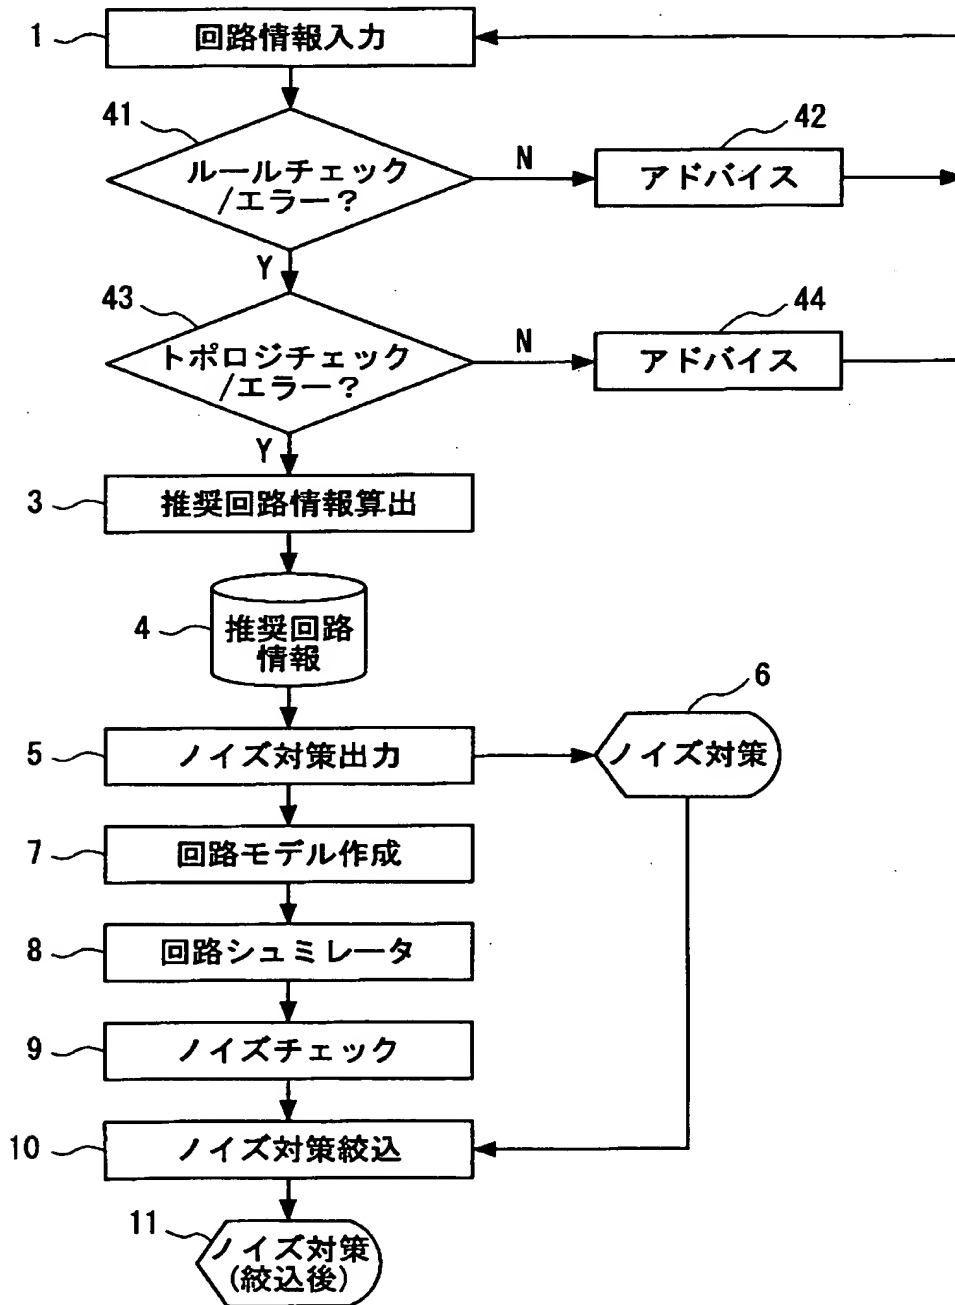 1
回路情報入力
41
ルールチェック
/エラー?
N
42
アドバイス
Y
43
トポロジチェック
/エラー?
N
44
アドバイス
Y
3
推奨回路情報算出
4
推奨回路
情報
5
ノイズ対策出力
6
ノイズ対策
7
回路モデル作成
8
回路シュミレータ
9
ノイズチェック
10
ノイズ対策絞込
11
ノイズ対策
(絞込後)